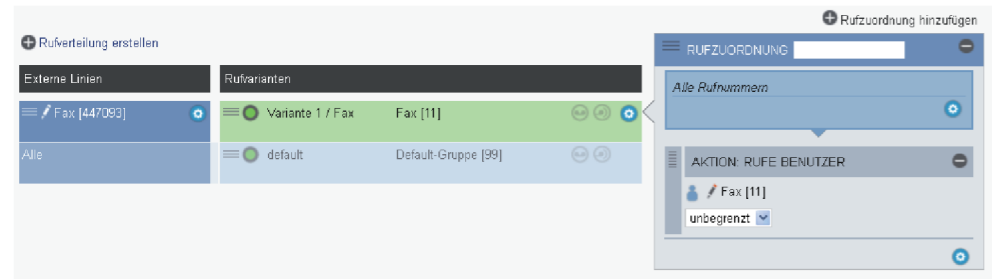 Rufzuordnung hinzufügen
Rufverteilung erstellen
RUFZUORDNUNG
Externe Linien
Rufvarianten
Alle Rufnummern
Fax [447093]
Variante 1 / Fax
Fax [11]
Alle
default
Default-Gruppe [99]
AKTION: RUFE BENUTZER
Fax [11]
unbegrenzt